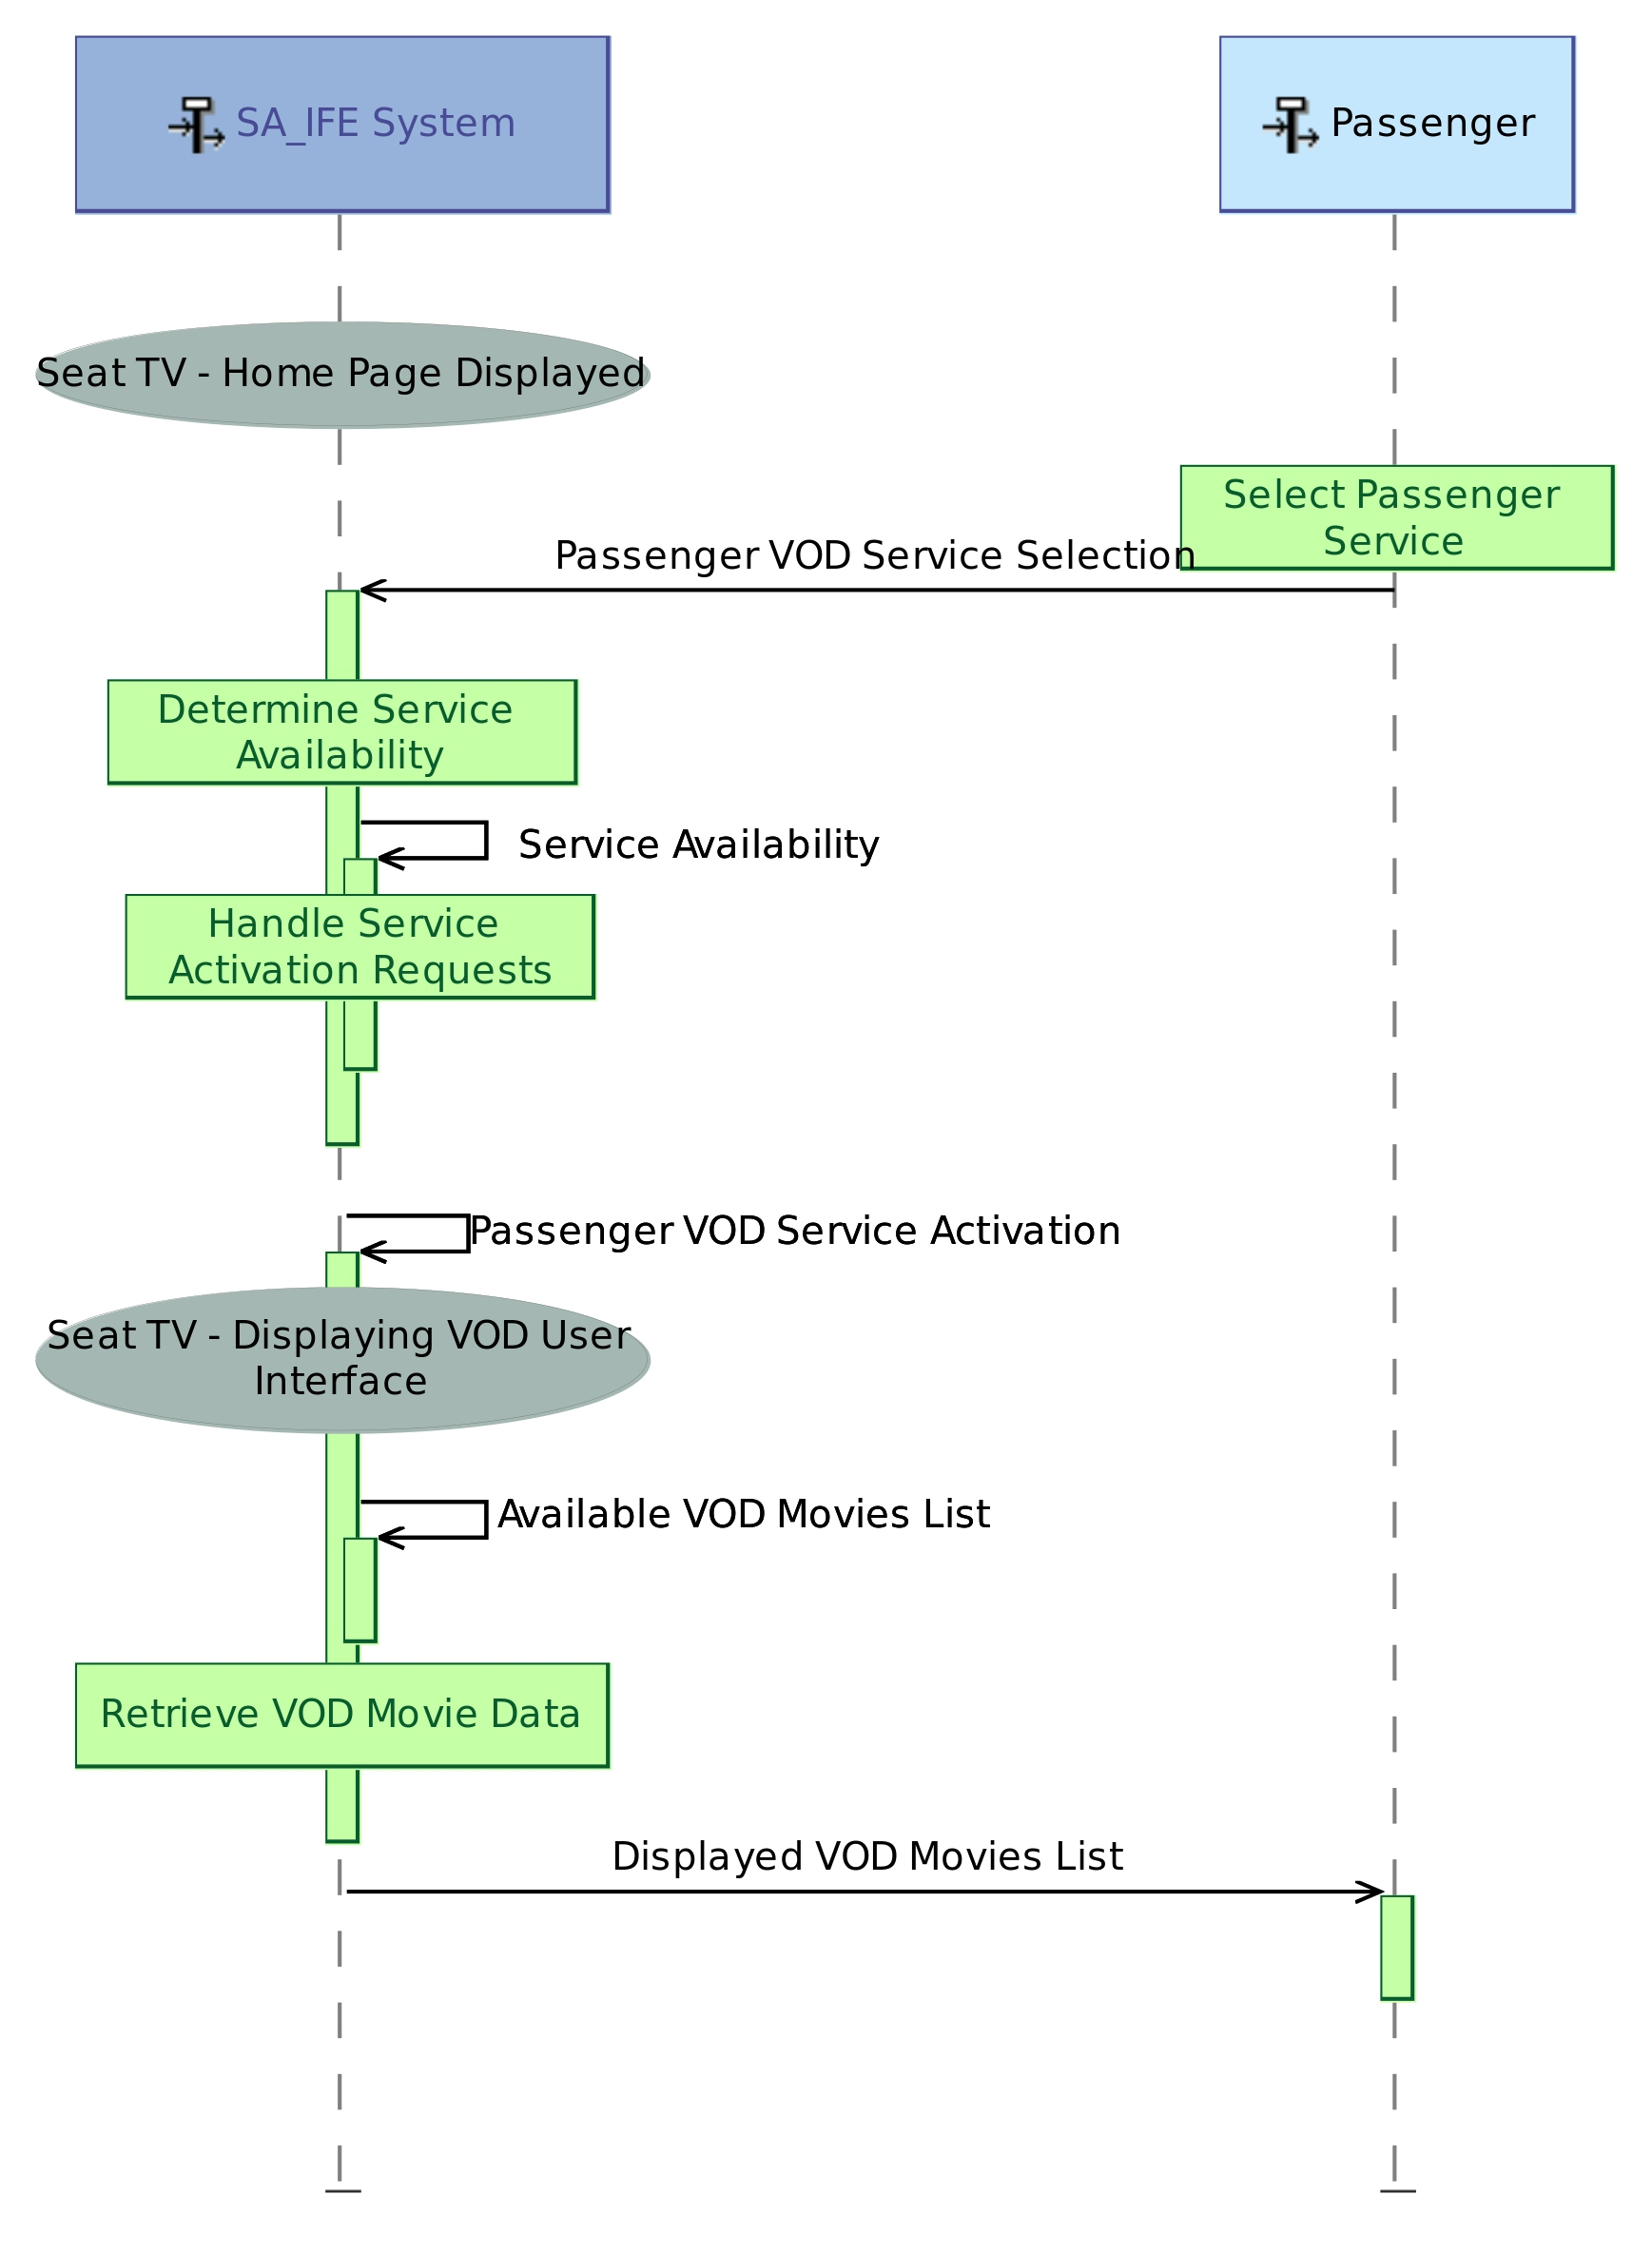 SA_IFE System
Passenger
Seat TV - Home Page Displayed
Select Passenger
Service
Passenger VOD Service Selection
Determine Service
Availability
Service Availability
Handle Service
Activation Requests
Passenger VOD Service Activation
Seat TV - Displaying VOD User
Interface
Available VOD Movies List
Retrieve VOD Movie Data
Displayed VOD Movies List